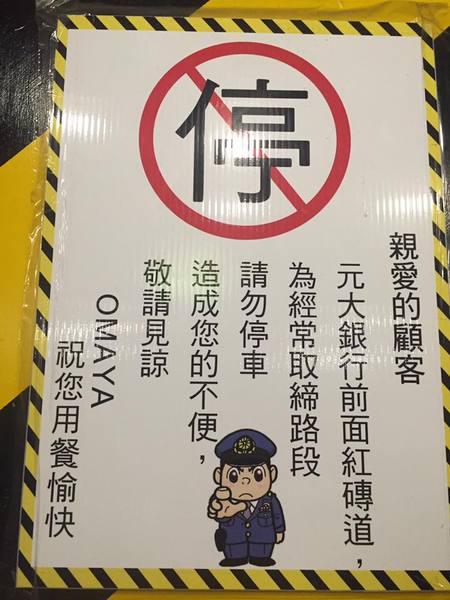 停
親愛的顧客
元大銀行前面紅磚道，
為經常取締路段
請勿停車
造成您的不便，
敬請見諒
OMAYA
祝您用餐愉快